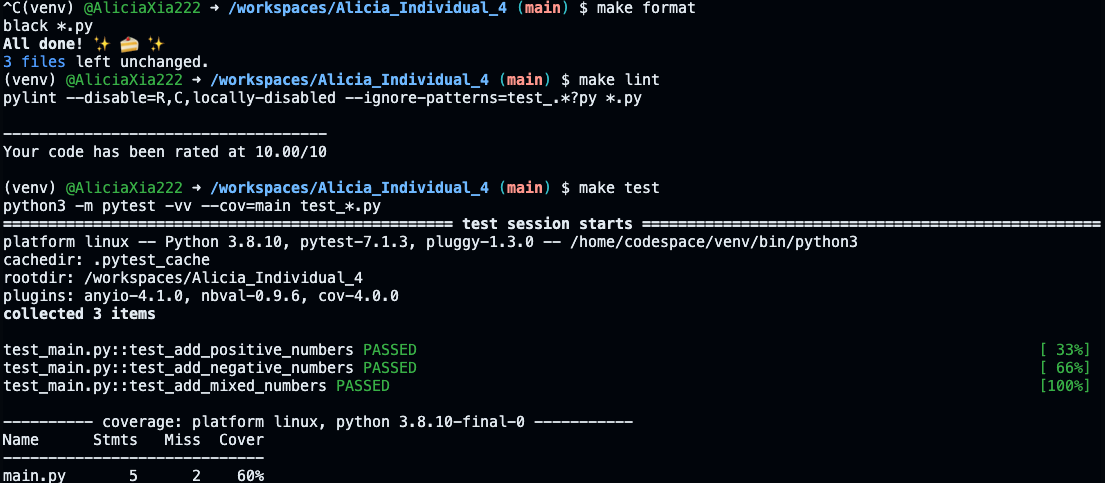 ^C(venv) @AliciaXia222 ➜ /workspaces/Alicia_Individual_4 (main) $ make format
black *.py
All done! ✨ 🍰 ✨
3 files left unchanged.
(venv) @AliciaXia222 ➜ /workspaces/Alicia_Individual_4 (main) $ make lint
pylint --disable=R,C,locally-disabled --ignore-patterns=test_.*?py *.py
------------------------------------
Your code has been rated at 10.00/10
(venv) @AliciaXia222 ➜ /workspaces/Alicia_Individual_4 (main) $ make test
python3 -m pytest -vv --cov=main test_*.py
================================================== test session starts ===================================================
platform linux -- Python 3.8.10, pytest-7.1.3, pluggy-1.3.0 -- /home/codespace/venv/bin/python3
cachedir: .pytest_cache
rootdir: /workspaces/Alicia_Individual_4
plugins: anyio-4.1.0, nbval-0.9.6, cov-4.0.0
collected 3 items
test_main.py::test_add_positive_numbers PASSED [ 33%]
test_main.py::test_add_negative_numbers PASSED [ 66%]
test_main.py::test_add_mixed_numbers PASSED [100%]
---------- coverage: platform linux, python 3.8.10-final-0 -----------
Name      Stmts   Miss  Cover
-----------------------------
main.py       5      2    60%